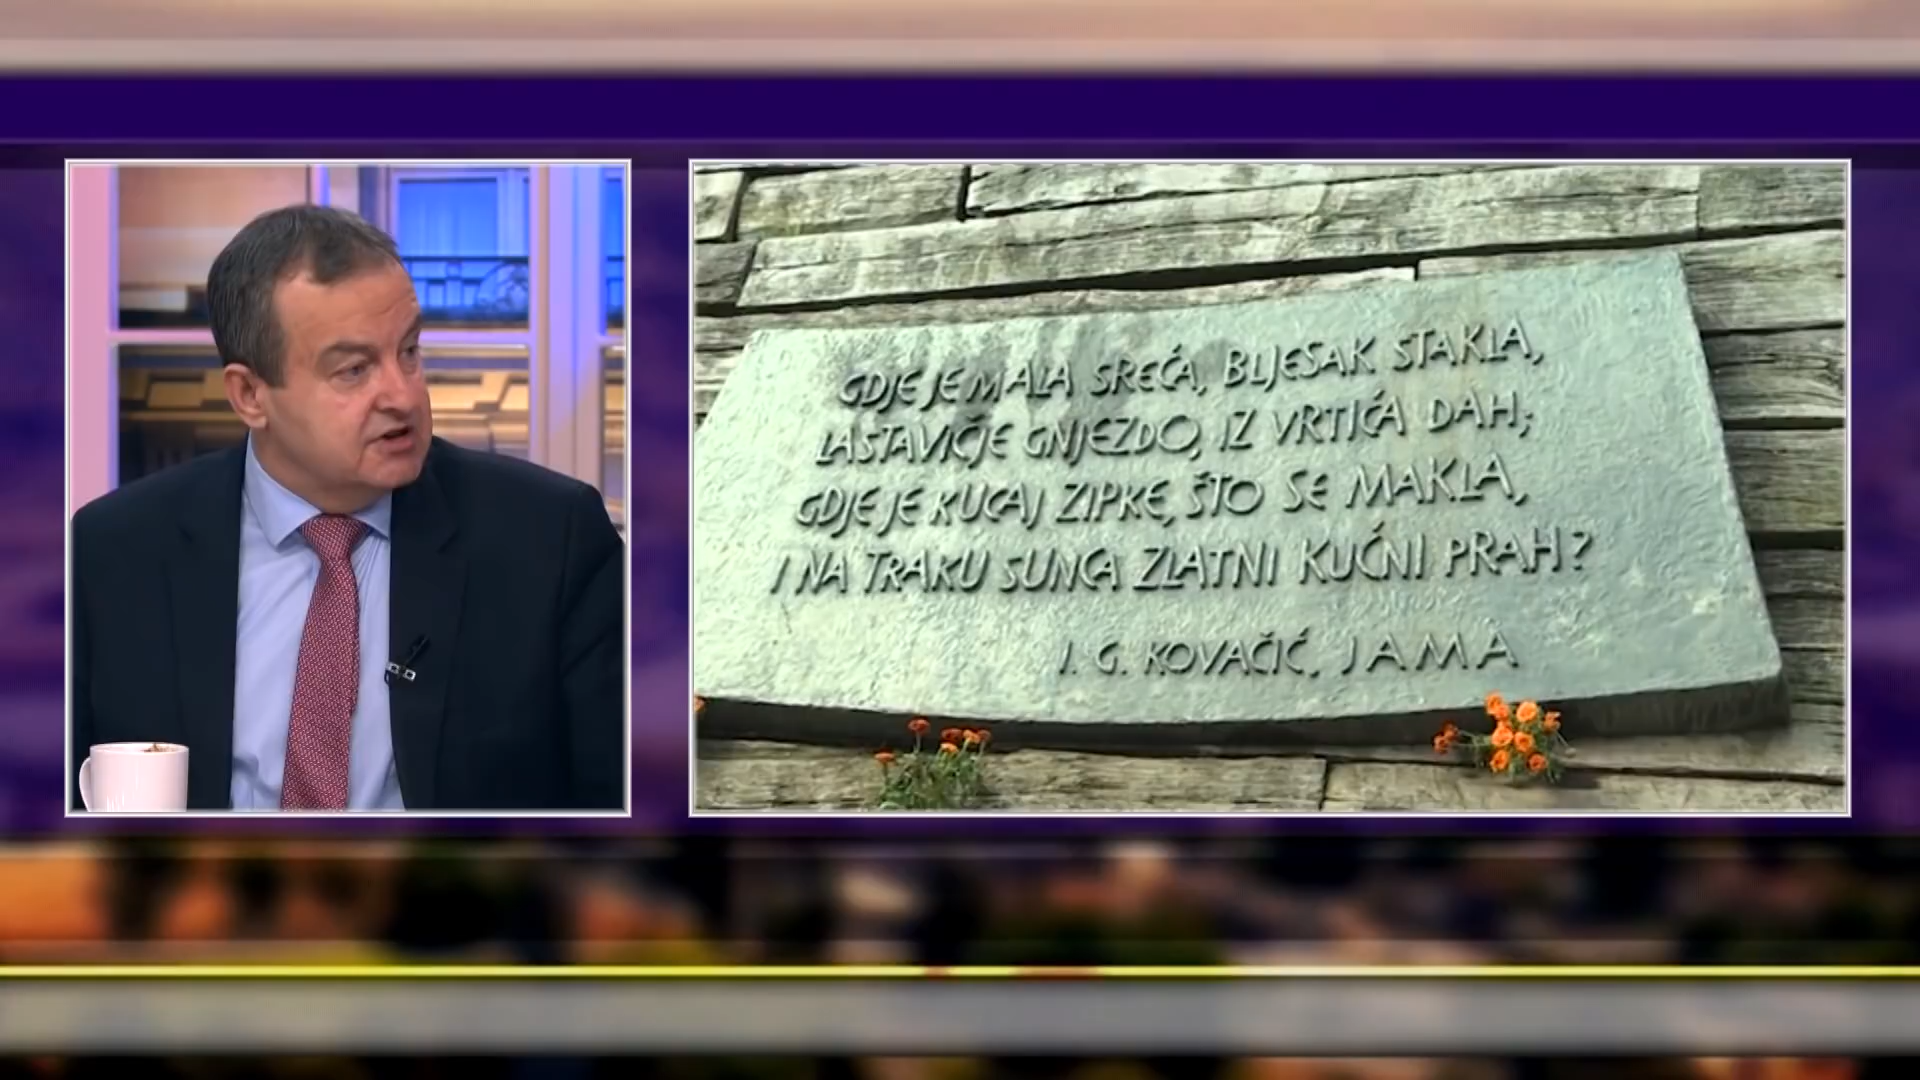 GDJE JE MALA SREĆA, BLJESAK STAKLA,
LASTAVIČJE GNJEZDO, IZ VRTIĆA DAH;
GDJE JE KUCAJ ZIPKE, ŠTO SE MAKLA,
I NA TRAKU SUNCA ZLATNI KUĆNI PRAH?
I. G. KOVAČIĆ, JAMA